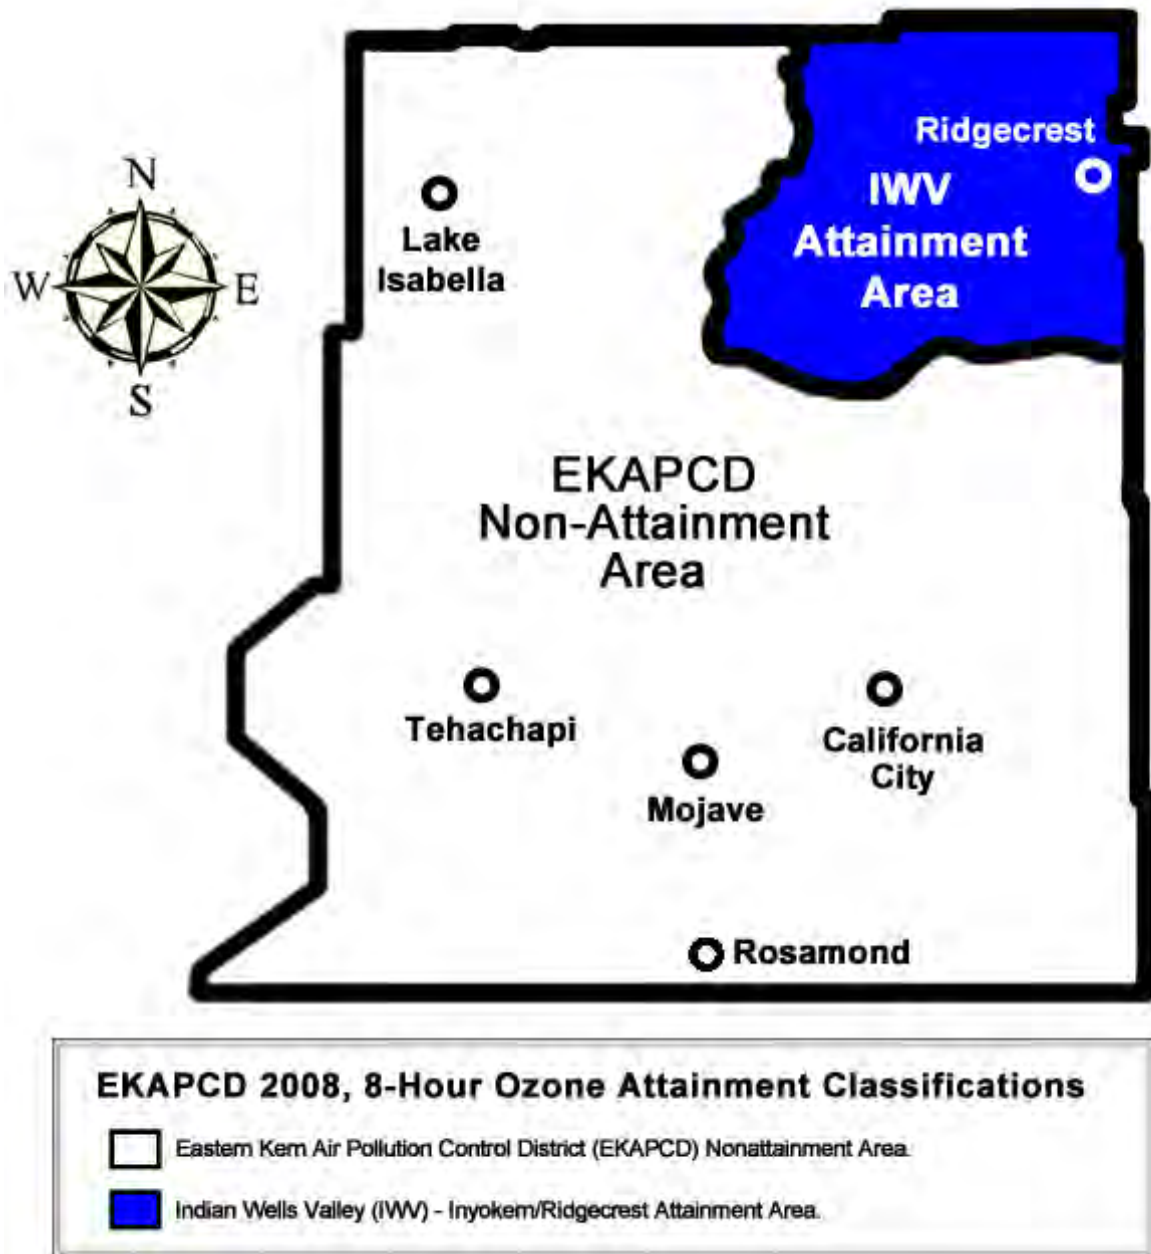 N
W
E
S
Ridgecrest
IWV
Attainment
Area
Lake
Isabella
EKAPCD
Non-Attainment
Area
Tehachapi
California
City
Mojave
Rosamond
EKAPCD 2008, 8-Hour Ozone Attainment Classifications
Eastern Kern Air Pollution Control District (EKAPCD) Nonattainment Area.
Indian Wells Valley (IWV) - Inyokern/Ridgecrest Attainment Area.